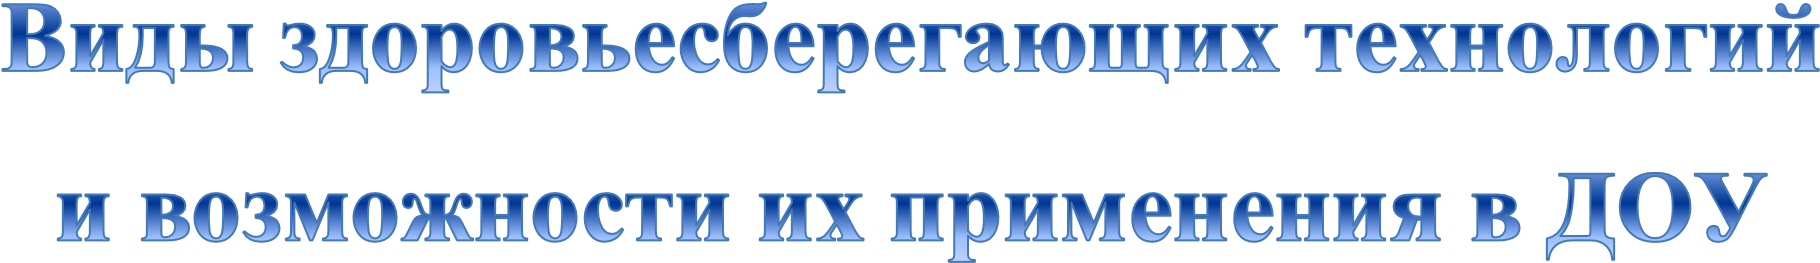 Виды здоровьесберегающих технологий
и возможности их применения в ДОУ